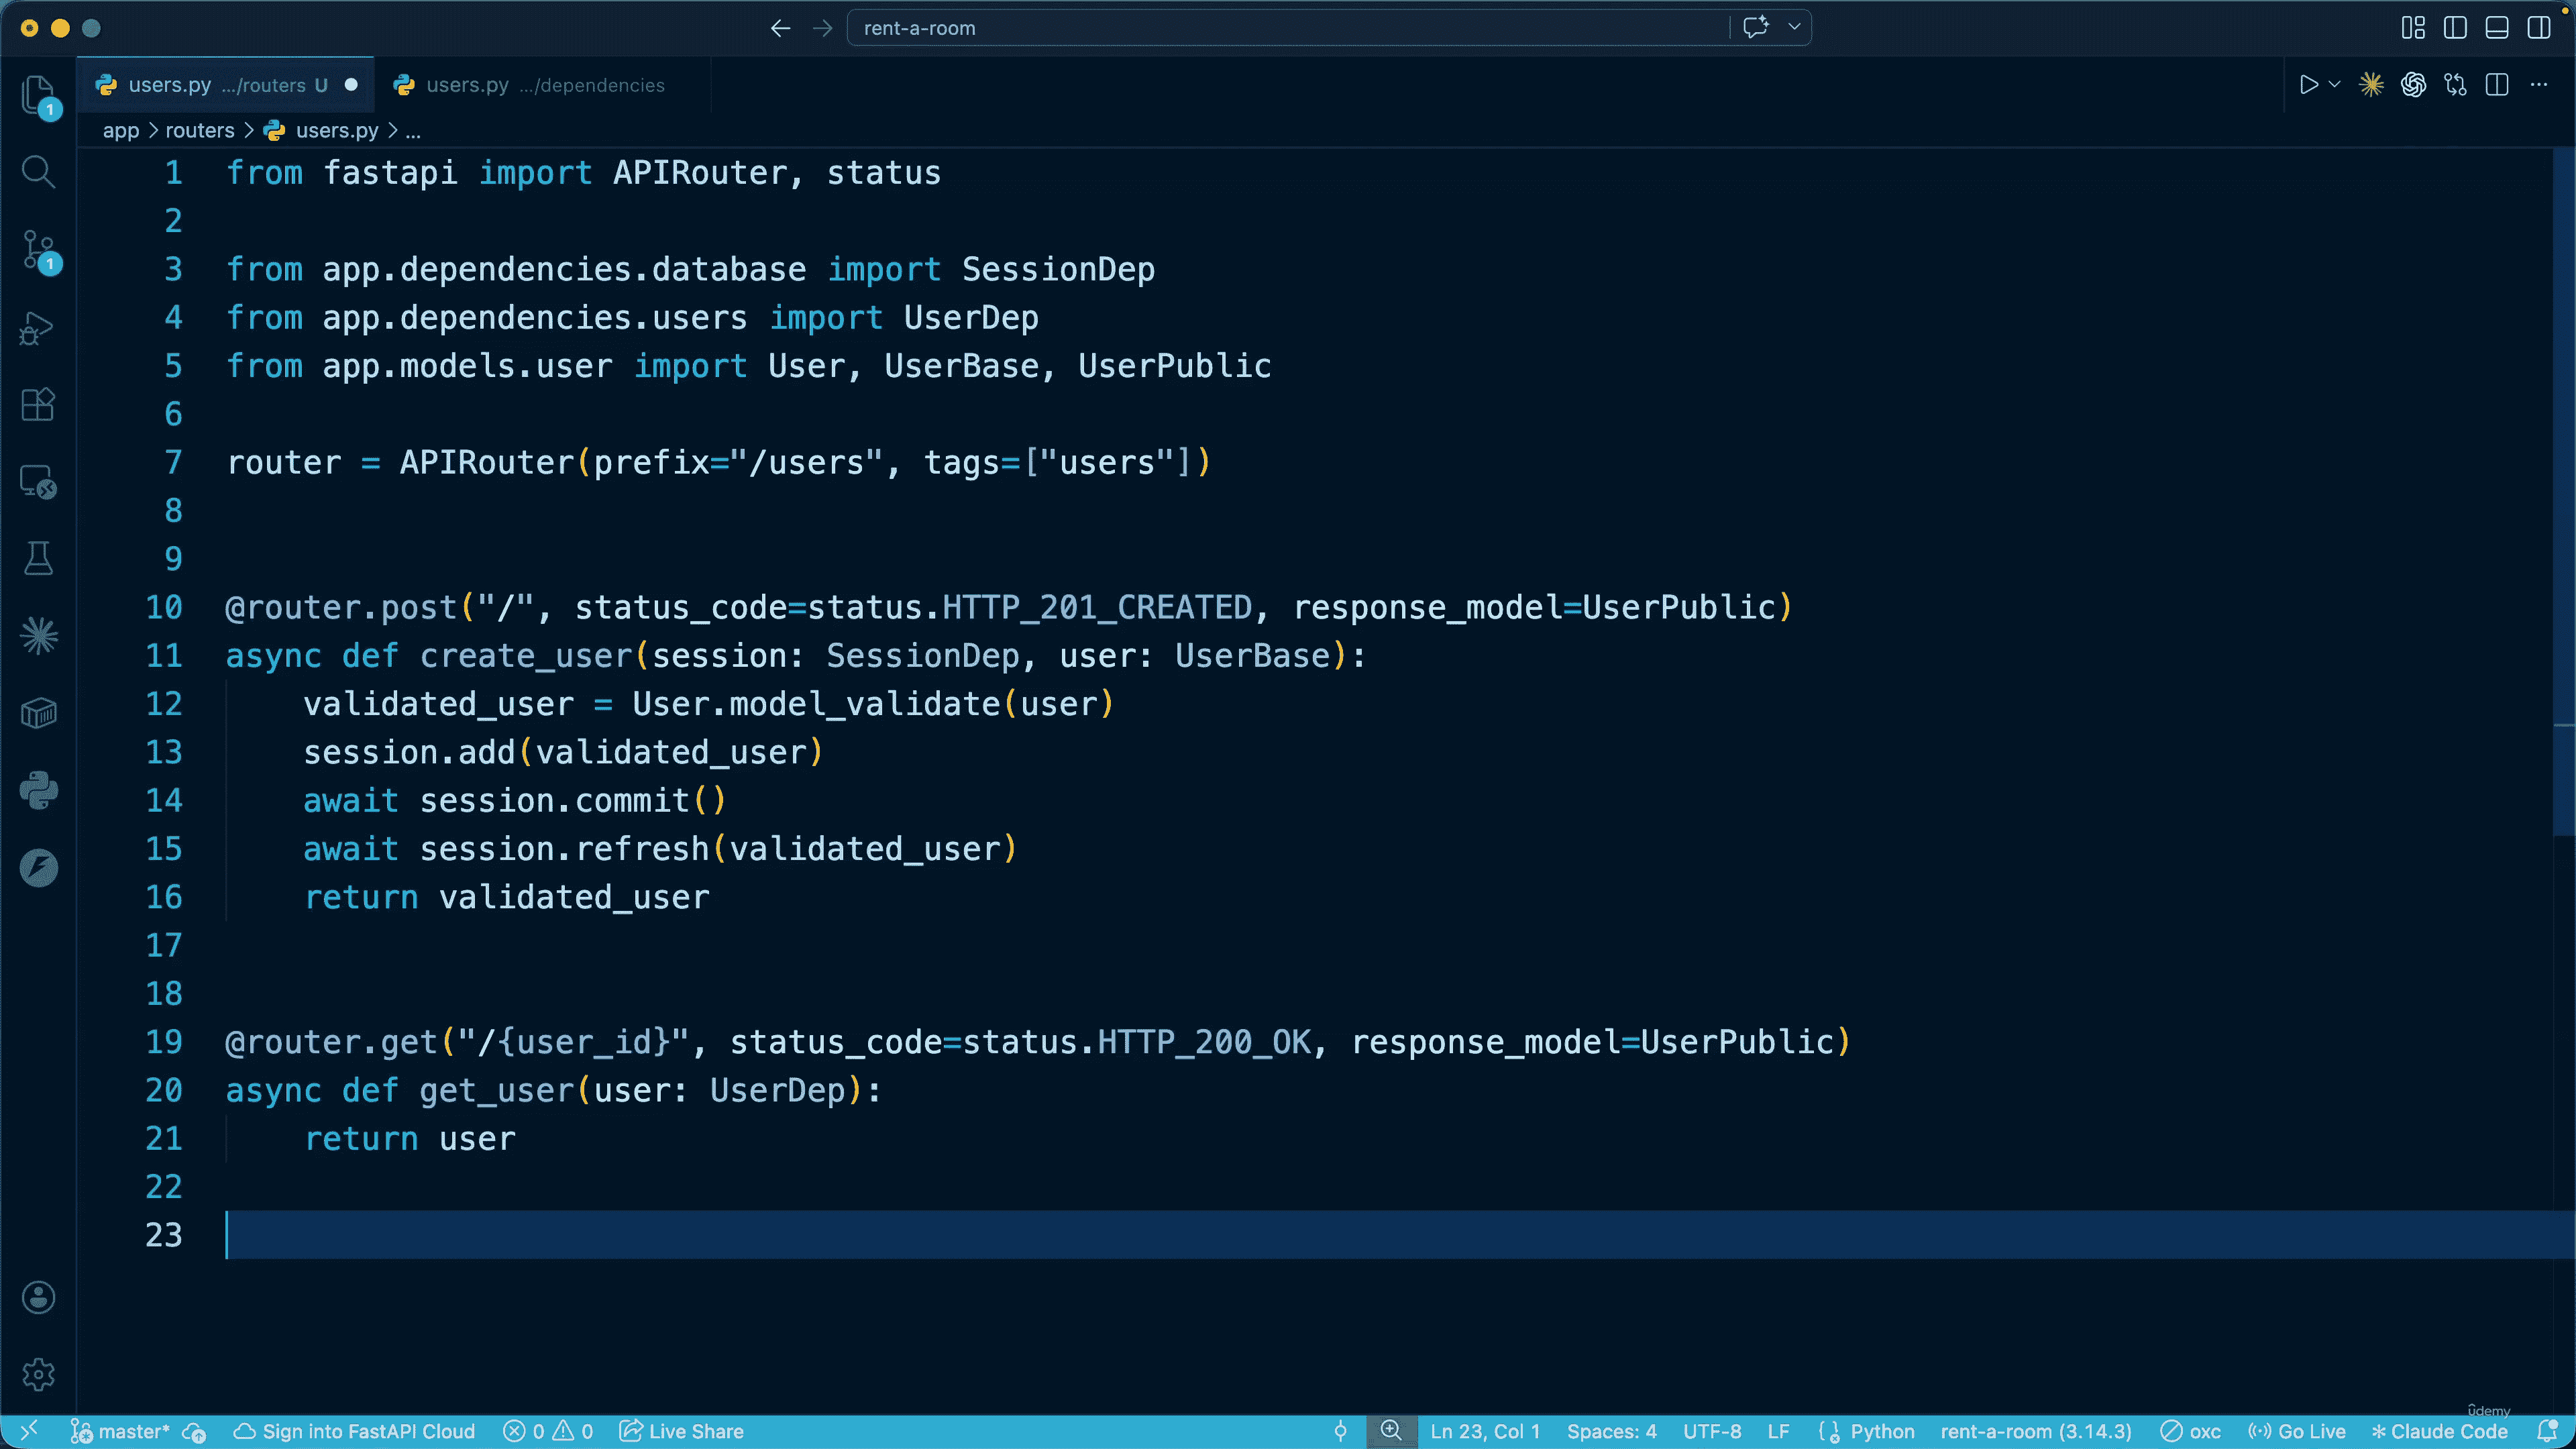 rent-a-room
users.py .../routers U
users.py .../dependencies
app > routers > users.py > ...
1 from fastapi import APIRouter, status
2
3 from app.dependencies.database import SessionDep
4 from app.dependencies.users import UserDep
5 from app.models.user import User, UserBase, UserPublic
6
7 router = APIRouter(prefix="/users", tags=["users"])
8
9
10 @router.post("/", status_code=status.HTTP_201_CREATED, response_model=UserPublic)
11 async def create_user(session: SessionDep, user: UserBase):
12     validated_user = User.model_validate(user)
13     session.add(validated_user)
14     await session.commit()
15     await session.refresh(validated_user)
16     return validated_user
17
18
19 @router.get("/{user_id}", status_code=status.HTTP_200_OK, response_model=UserPublic)
20 async def get_user(user: UserDep):
21     return user
22
23
1
1
udemy
master* Sign into FastAPI Cloud 0 0 Live Share Ln 23, Col 1 Spaces: 4 UTF-8 LF Python rent-a-room (3.14.3) oxc Go Live Claude Code